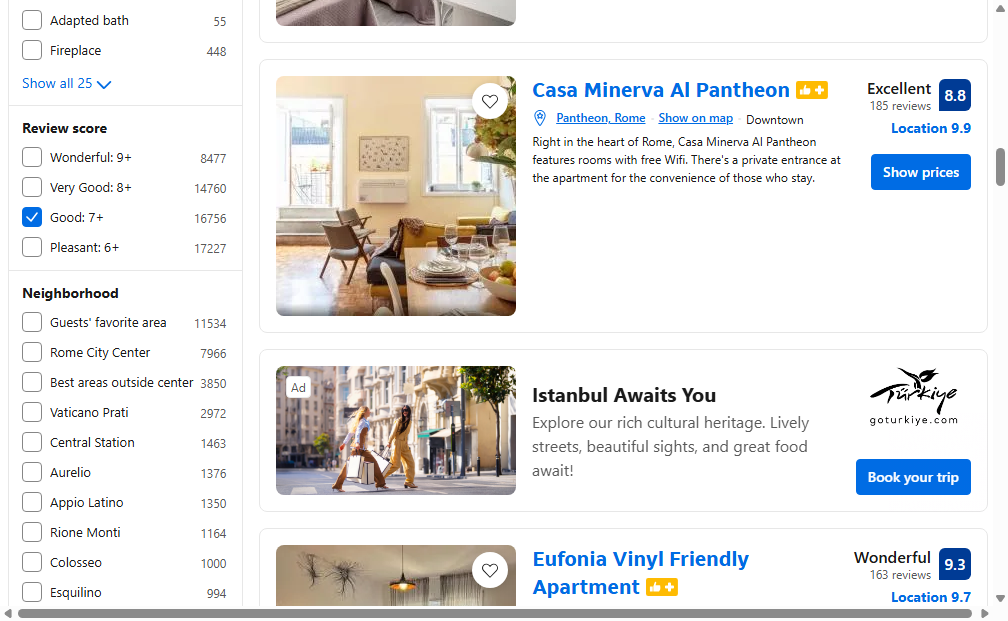 Adapted bath 55
Fireplace 448
Show all 25
Review score
Wonderful: 9+ 8477
Very Good: 8+ 14760
Good: 7+ 16756
Pleasant: 6+ 17227
Neighborhood
Guests' favorite area 11534
Rome City Center 7966
Best areas outside center 3850
Vaticano Prati 2972
Central Station 1463
Aurelio 1376
Appio Latino 1350
Rione Monti 1164
Colosseo 1000
Esquilino 994
Casa Minerva Al Pantheon
Pantheon, Rome · Show on map · Downtown
Right in the heart of Rome, Casa Minerva Al Pantheon
features rooms with free Wifi. There's a private entrance at
the apartment for the convenience of those who stay.
Excellent 8.8
185 reviews
Location 9.9
Show prices
Ad
Istanbul Awaits You
Explore our rich cultural heritage. Lively
streets, beautiful sights, and great food
await!
Türkiye
goturkiye.com
Book your trip
Eufonia Vinyl Friendly
Apartment
Wonderful 9.3
163 reviews
Location 9.7